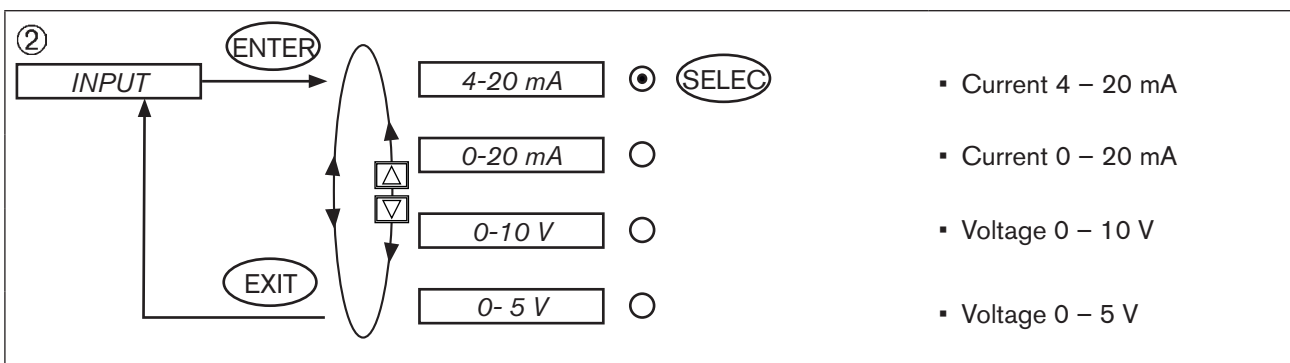 ②
ENTER
INPUT
4-20 mA
SELEC
▪ Current 4 – 20 mA
0-20 mA
▪ Current 0 – 20 mA
0-10 V
▪ Voltage 0 – 10 V
EXIT
0- 5 V
▪ Voltage 0 – 5 V